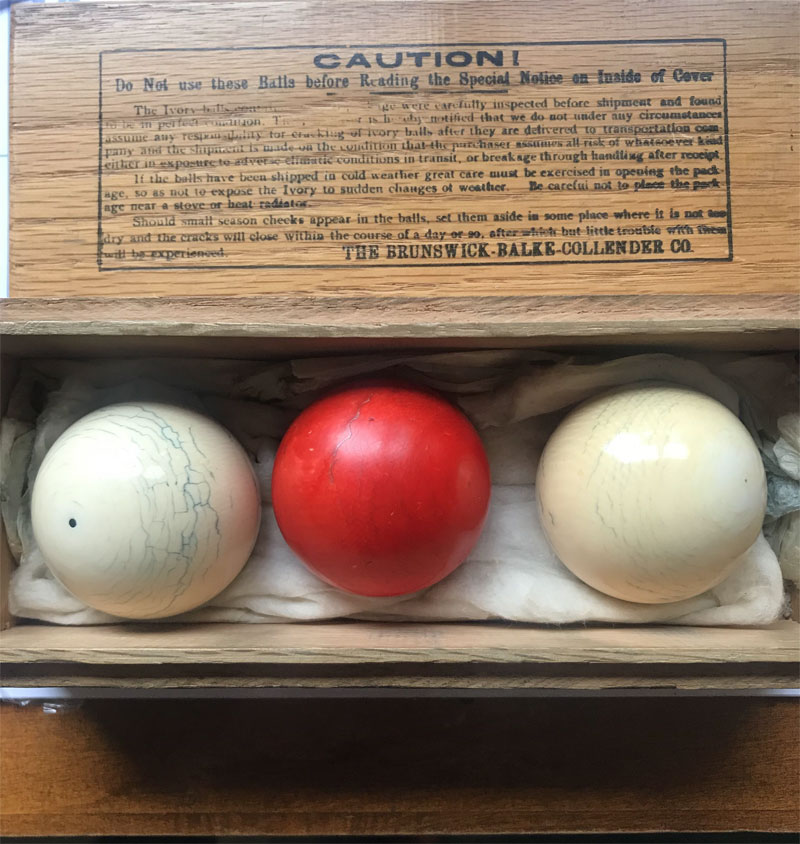 CAUTION!
Do Not use these Balls before Reading the Special Notice on Inside of Cover
The Ivory balls were carefully inspected before shipment and found
to be in perfect condition. is hereby notified that we do not under any circumstances
assume any responsibility for cracking of ivory balls after they are delivered to transportation com-
pany and the shipment is made on the condition that the purchaser assumes all risk of whatsoever kind
either in exposure to adverse climatic condition in transit, or breakage through handling after receipt.
If the balls have been shipped in cold weather great care must be exercised in opening the pack-
age, so as not to expose the Ivory to sudden changes of weather. Be careful not to place the pack-
age near a stove or heat radiator.
Should small season checks appear in the balls, set them aside in some place where it is not too
dry and the cracks will close within the course of a day or so, after which but little trouble with them
will be experienced. THE BRUNSWICK-BALKE-COLLENDER CO.